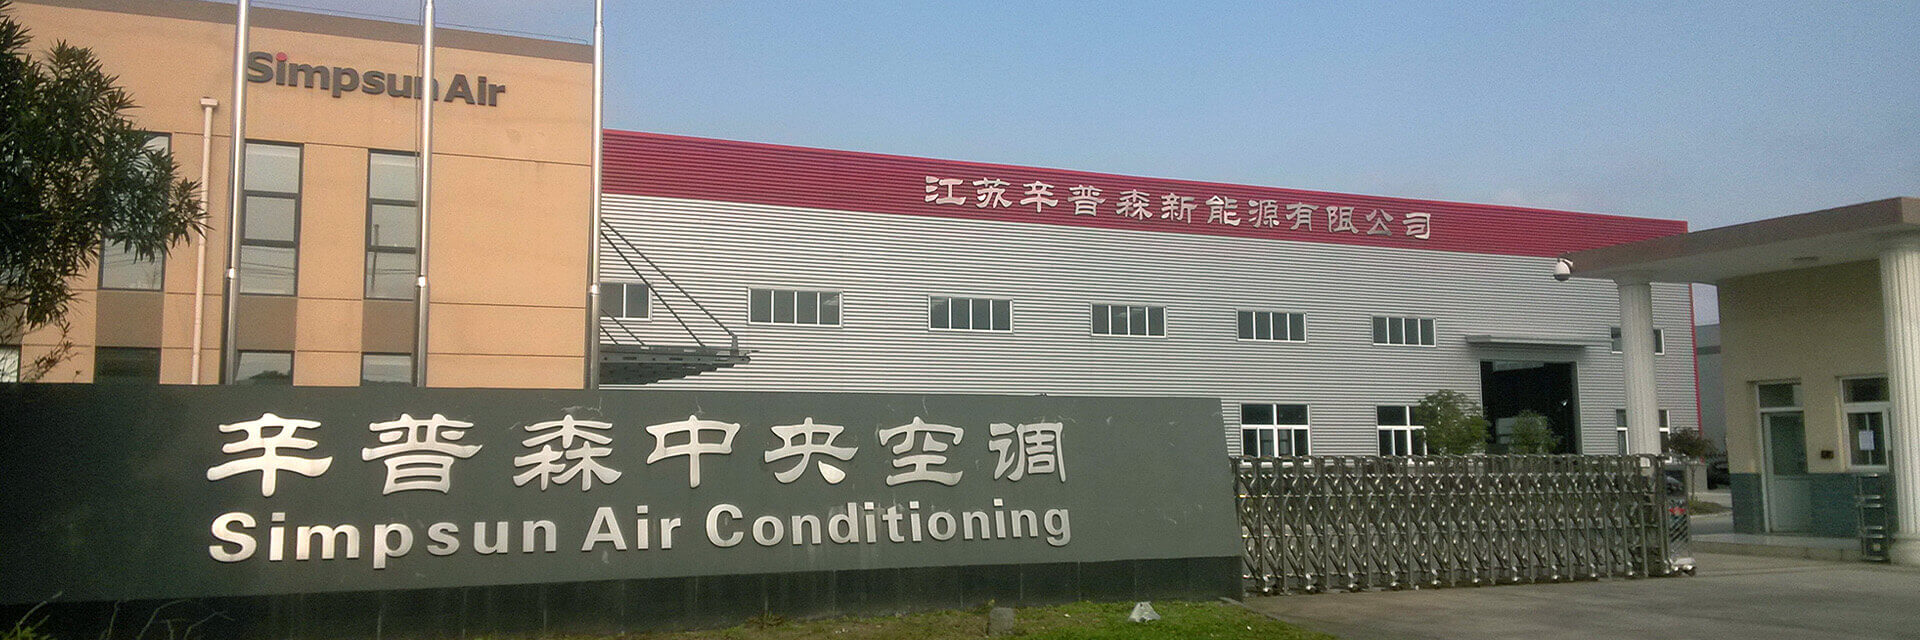 Simpsun Air
江苏辛普森新能源有限公司
辛普森中央空调
Simpsun Air Conditioning